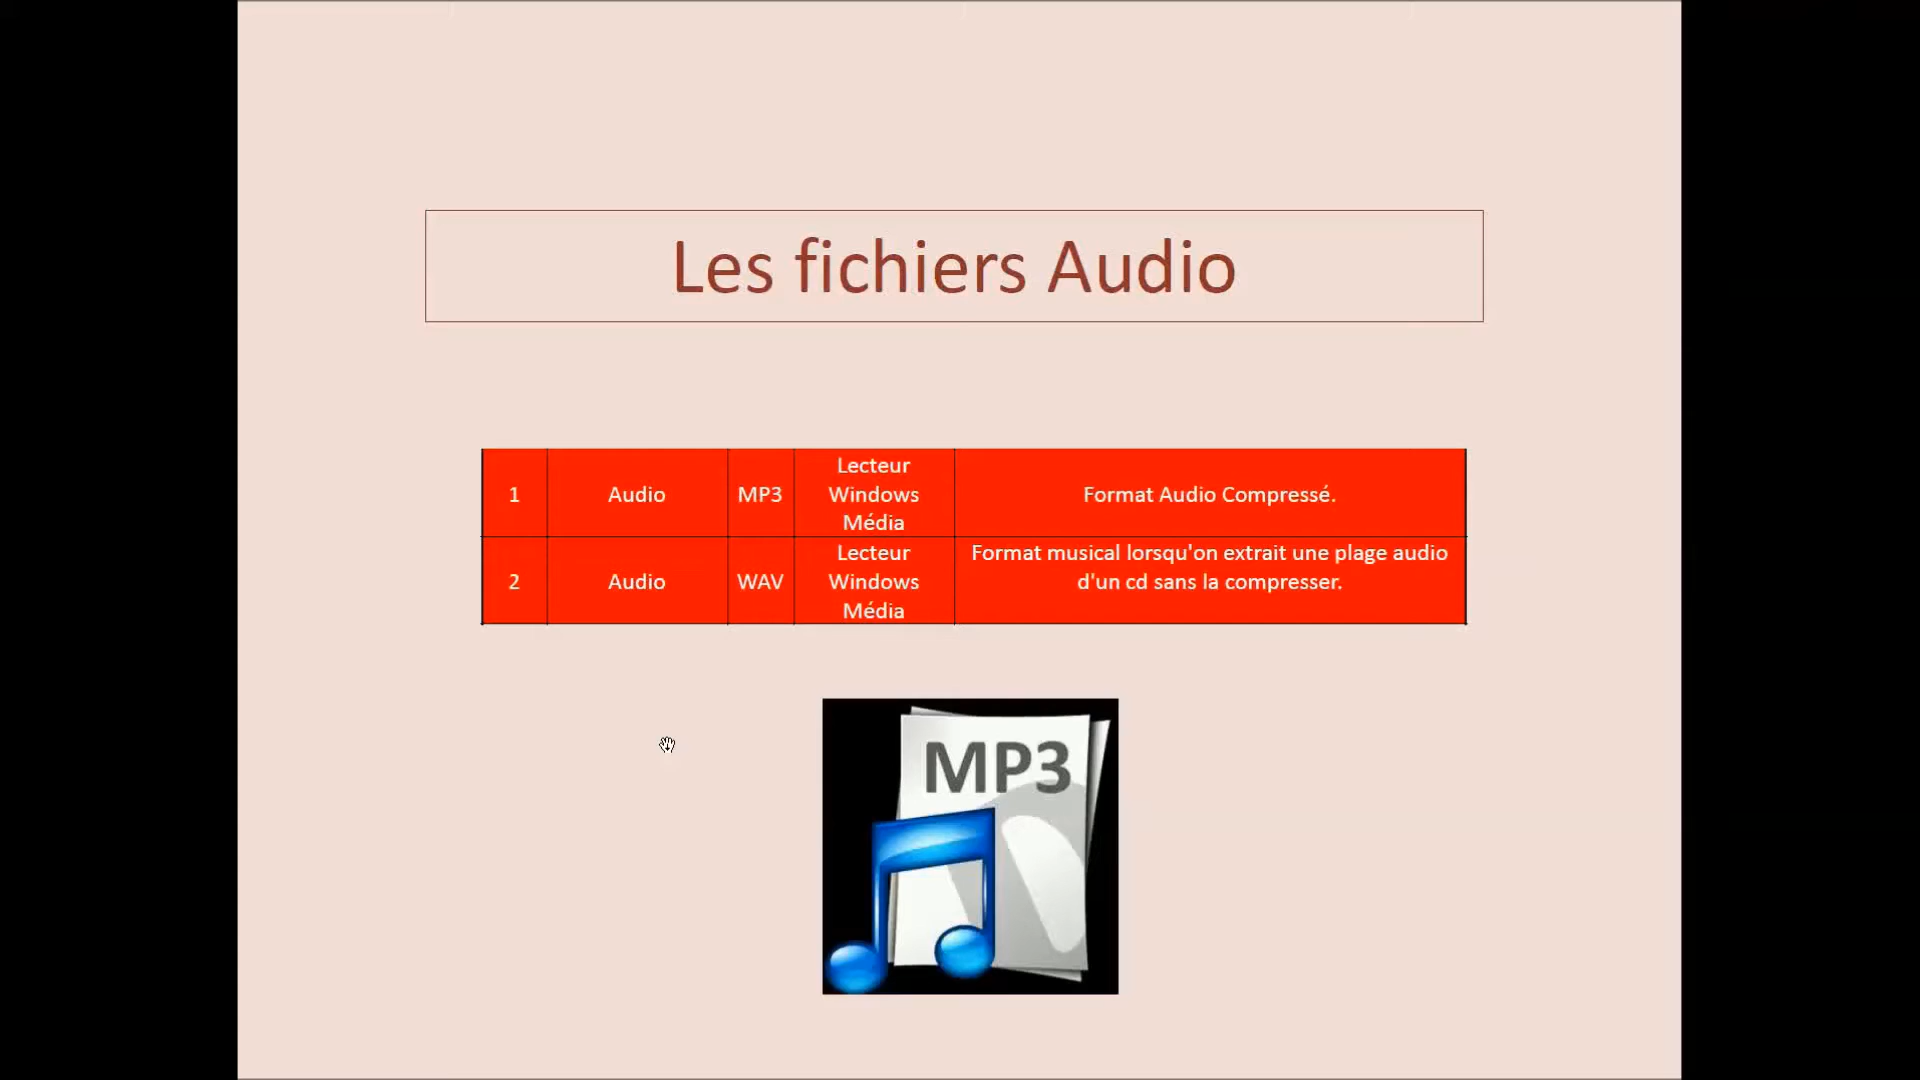 Les fichiers Audio
1 Audio MP3 Lecteur Windows Média Format Audio Compressé.
2 Audio WAV Lecteur Windows Média Format musical lorsqu'on extrait une plage audio d'un cd sans la compresser.
MP3